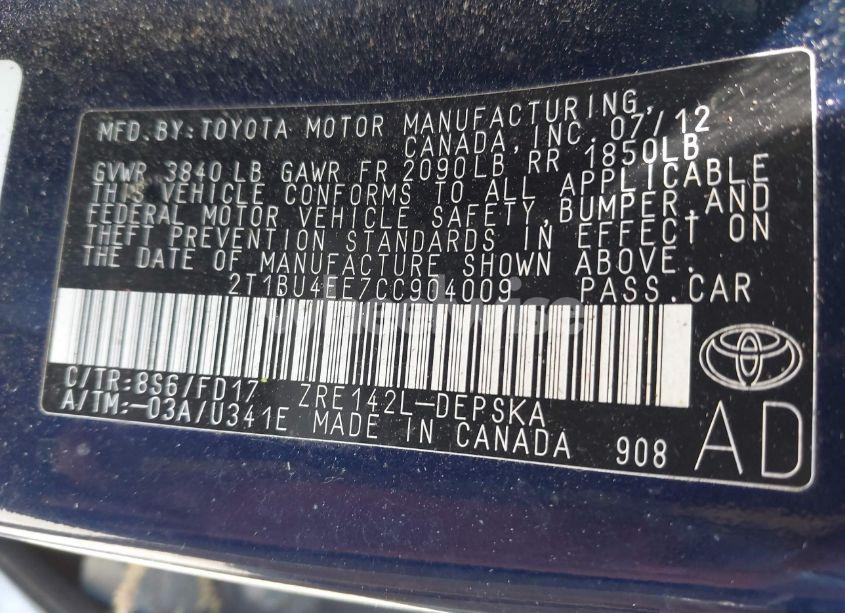 MFD.BY:TOYOTA MOTOR MANUFACTURING,
CANADA,INC. 07/12
GVWR 3840LB GAWR FR 2090LB RR 1850LB
THIS VEHICLE CONFORMS TO ALL APPLICABLE
FEDERAL MOTOR VEHICLE SAFETY,BUMPER,AND
THEFT PREVENTION STANDARDS IN EFFECT ON
THE DATE OF MANUFACTURE SHOWN ABOVE.
2T1BU4EE7CC904009 PASS.CAR
wheelwise
C/TR:8S6/FD17 ZRE142L-DEPSKA
A/TM:-03A/U341E MADE IN CANADA 908
AD